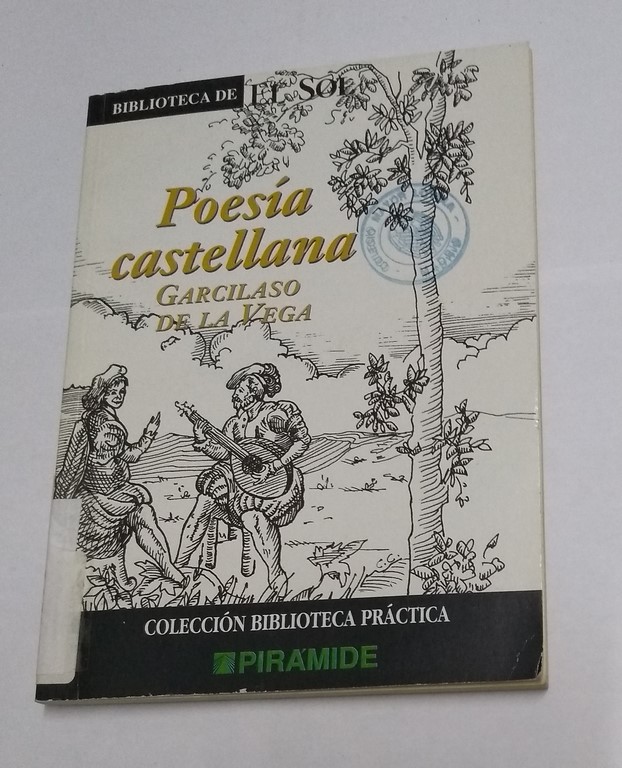 BIBLIOTECA DE EL SOL
Poesía
castellana
GARCILASO
DE LA VEGA
COLECCIÓN BIBLIOTECA PRÁCTICA
PIRÁMIDE